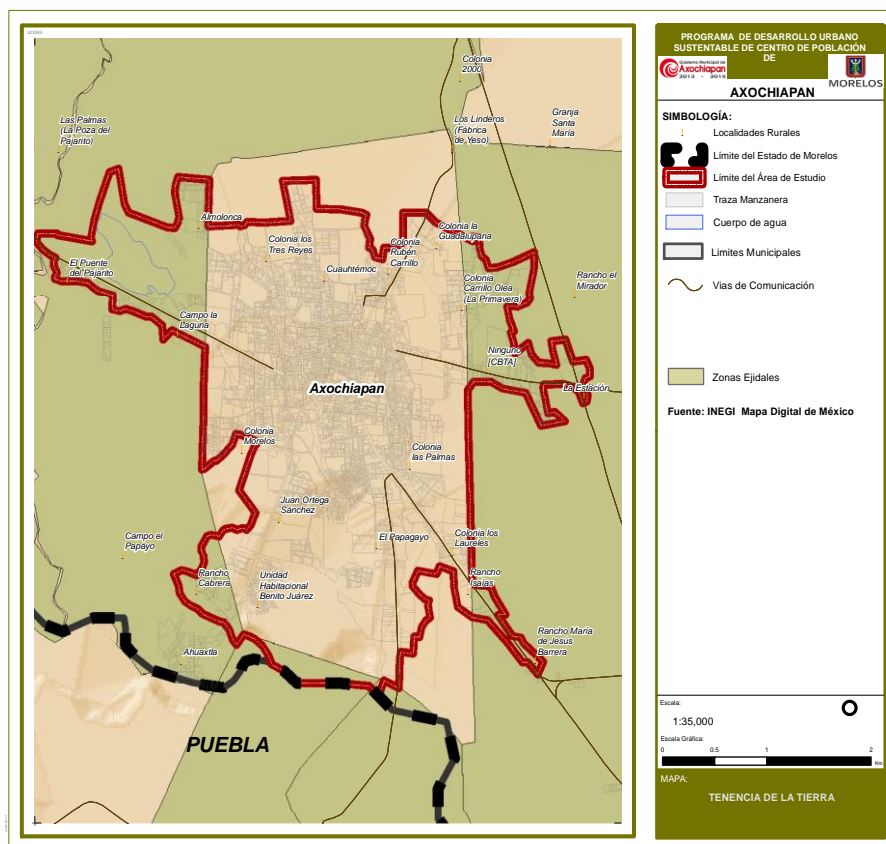 Colonia
2000
Las Palmas
(La Poza del
Pajarito)
Los Linderos
(Fábrica
de Yeso)
Granja
Santa
María
Almolonca
Colonia la
Guadalupana
Colonia los
Tres Reyes
Colonia
Rubén
Carrillo
El Puente
del Pajarito
Cuauhtémoc
Colonia
Carrillo Olea
(La Primavera)
Rancho el
Mirador
Campo la
Laguna
Ninguno
[CBTA]
Axochiapan
La Estación
Colonia
Morelos
Colonia
las Palmas
Juan Ortega
Sánchez
Campo el
Papayo
El Papagayo
Colonia los
Laureles
Rancho
Cabrera
Unidad
Habitacional
Benito Juárez
Rancho
Isaías
Rancho María
de Jesús
Barrera
Ahuaxtla
PUEBLA
PROGRAMA DE DESARROLLO URBANO
SUSTENTABLE DE CENTRO DE POBLACIÓN
DE
Gobierno Municipal de
Axochiapan
2013 - 2015
MORELOS
AXOCHIAPAN
SIMBOLOGÍA:
Localidades Rurales
Límite del Estado de Morelos
Límite del Área de Estudio
Traza Manzanera
Cuerpo de agua
Limites Municipales
Vias de Comunicación
Zonas Ejidales
Fuente: INEGI Mapa Digital de México
Escala:
1:35,000
Escala Gráfica:
0 0.5 1 2
Km
MAPA:
TENENCIA DE LA TIERRA